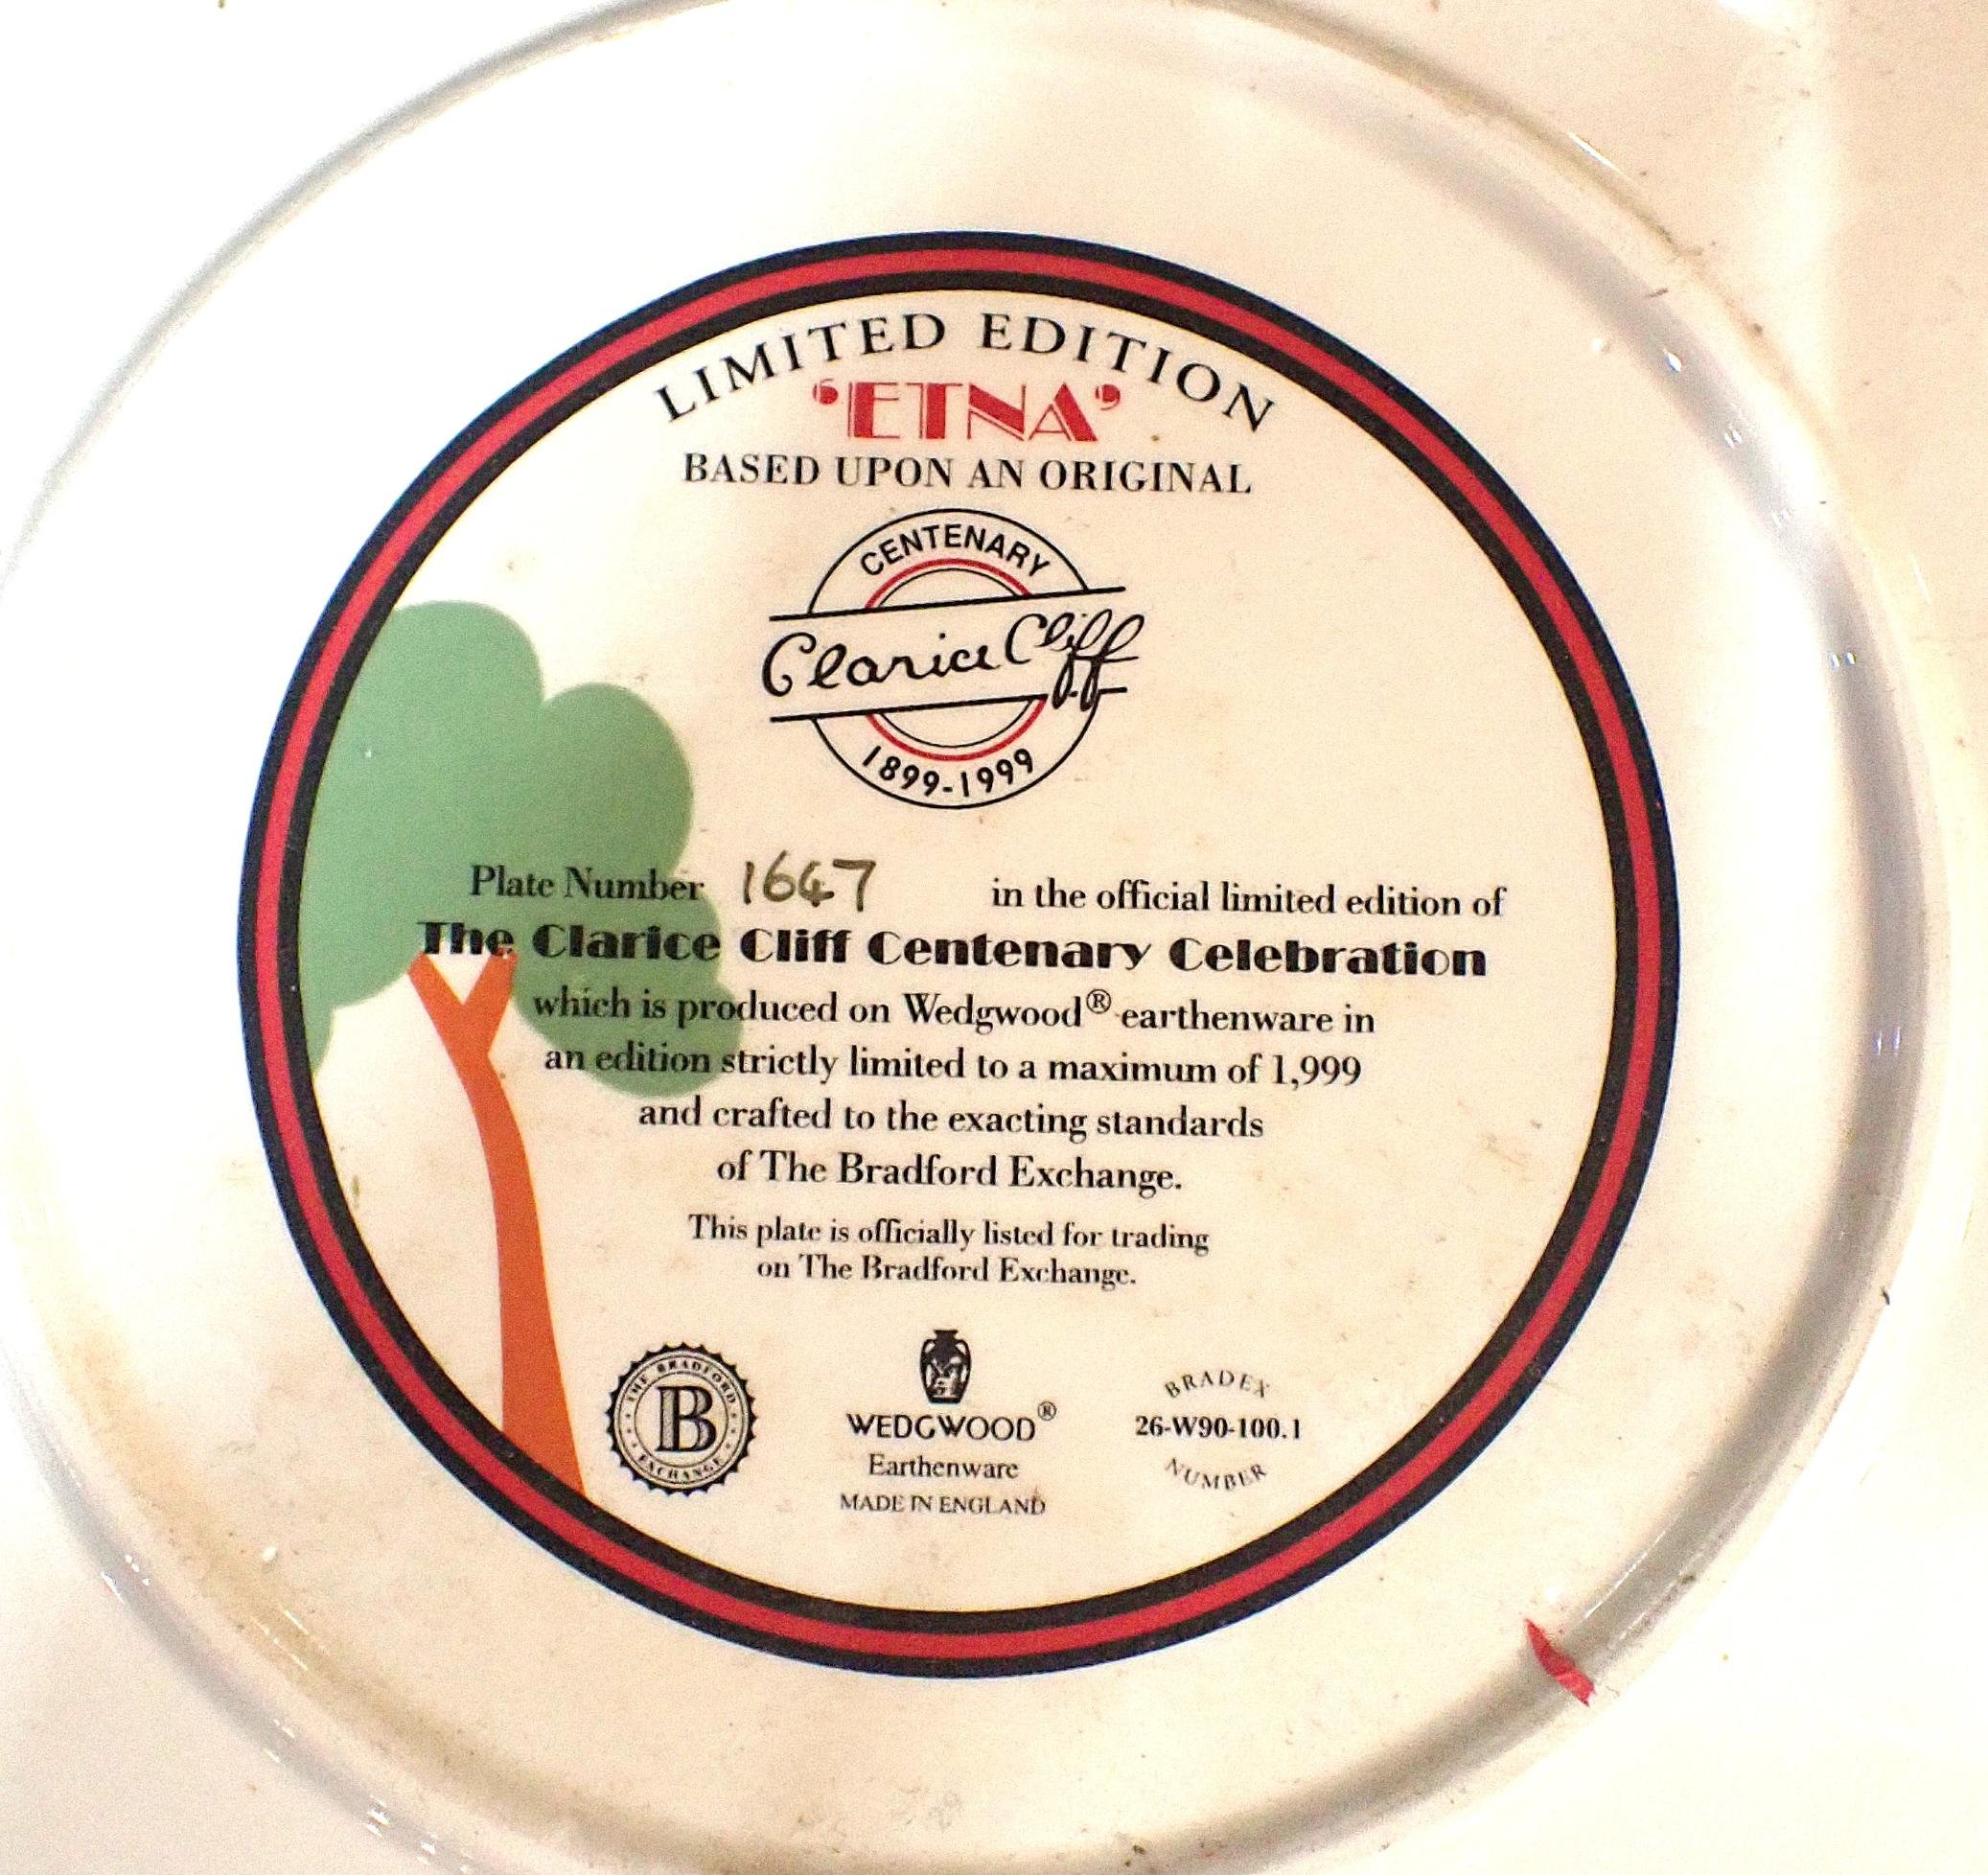 LIMITED EDITION
‘ETNA’
BASED UPON AN ORIGINAL
CENTENARY
Clarice Cliff
1899-1999
Plate Number 1647 in the official limited edition of
The Clarice Cliff Centenary Celebration
which is produced on Wedgwood® earthenware in
an edition strictly limited to a maximum of 1,999
and crafted to the exacting standards
of The Bradford Exchange.
This plate is officially listed for trading
on The Bradford Exchange.
THE BRADFORD
B
EXCHANGE
WEDGWOOD®
Earthenware
MADE IN ENGLAND
BRADEX
26-W90-100.1
NUMBER